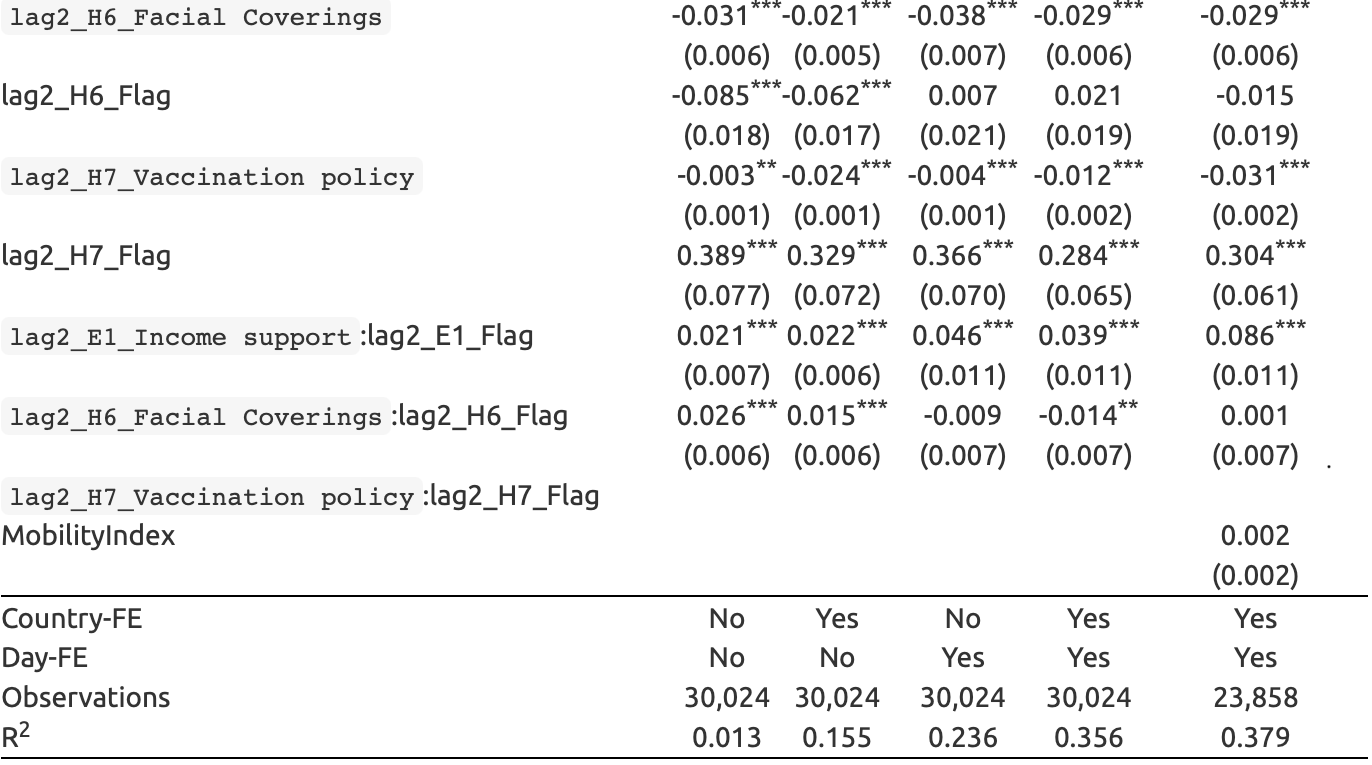 lag2_H6_Facial Coverings -0.031*** -0.021*** -0.038*** -0.029*** -0.029***
(0.006) (0.005) (0.007) (0.006) (0.006)
lag2_H6_Flag -0.085*** -0.062*** 0.007 0.021 -0.015
(0.018) (0.017) (0.021) (0.019) (0.019)
lag2_H7_Vaccination policy -0.003** -0.024*** -0.004*** -0.012*** -0.031***
(0.001) (0.001) (0.001) (0.002) (0.002)
lag2_H7_Flag 0.389*** 0.329*** 0.366*** 0.284*** 0.304***
(0.077) (0.072) (0.070) (0.065) (0.061)
lag2_E1_Income support:lag2_E1_Flag 0.021*** 0.022*** 0.046*** 0.039*** 0.086***
(0.007) (0.006) (0.011) (0.011) (0.011)
lag2_H6_Facial Coverings:lag2_H6_Flag 0.026*** 0.015*** -0.009 -0.014** 0.001
(0.006) (0.006) (0.007) (0.007) (0.007) .
lag2_H7_Vaccination policy:lag2_H7_Flag
MobilityIndex 0.002
(0.002)
Country-FE No Yes No Yes Yes
Day-FE No No Yes Yes Yes
Observations 30,024 30,024 30,024 30,024 23,858
R2 0.013 0.155 0.236 0.356 0.379